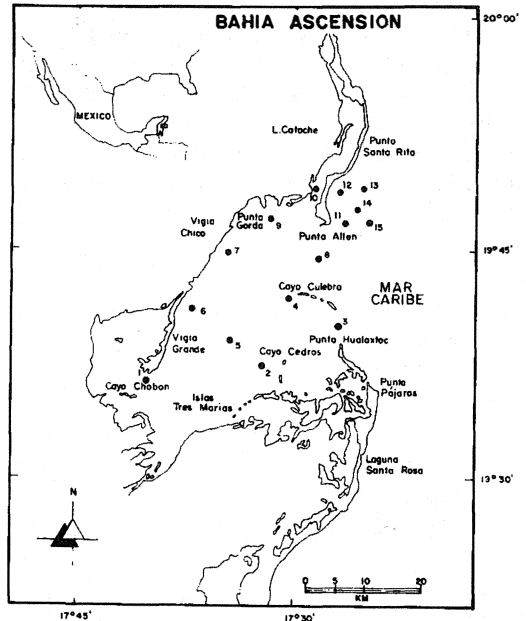 BAHIA ASCENSION
20°00'
MEXICO
L.Catoche
Punta
Santa Rita
10
12
13
14
11
15
Punta Allen
Vigia
Chico
Punta
Gorda
9
19°45'
7
8
MAR
CARIBE
Cayo Culebra
4
6
3
Punta Hualaxtoc
Vigia
Grande
5
Cayo Cedros
2
1
Cayo Chobon
Punta
Pájaros
Islas
Tres Marias
Laguna
Santa Rosa
19°30'
N
0 10 20
KM
17°45'
17°30'